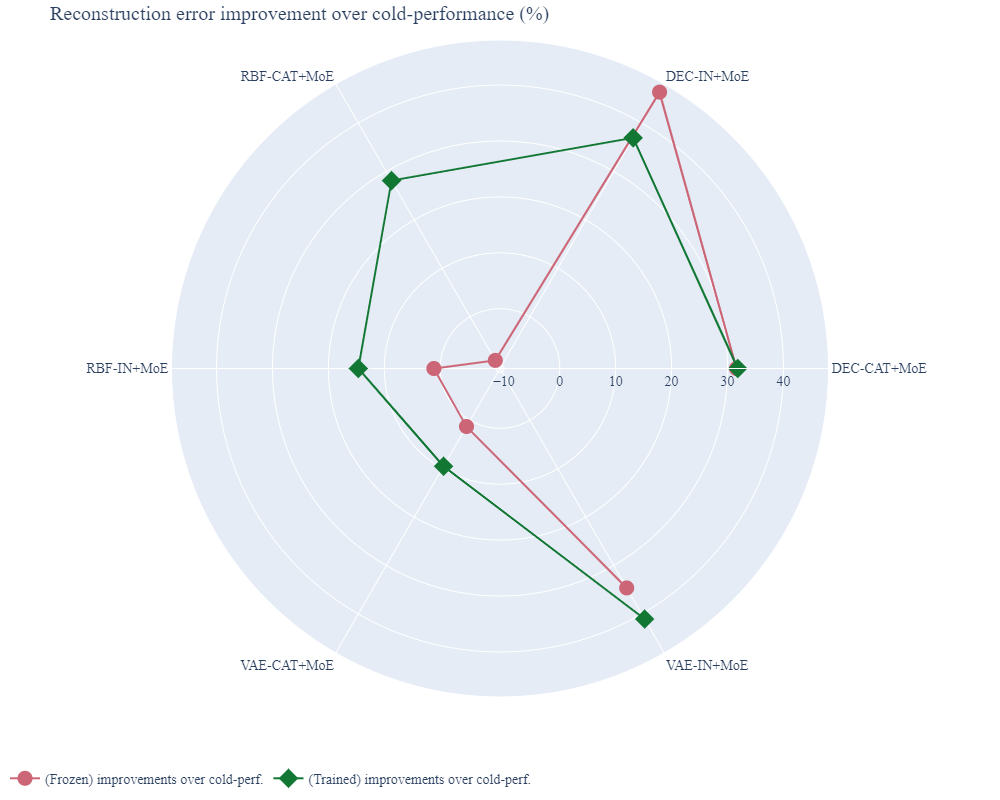 Reconstruction error improvement over cold-performance (%)
RBF-CAT+MoE
DEC-IN+MoE
RBF-IN+MoE
DEC-CAT+MoE
−10
0
10
20
30
40
VAE-CAT+MoE
VAE-IN+MoE
(Frozen) improvements over cold-perf.
(Trained) improvements over cold-perf.